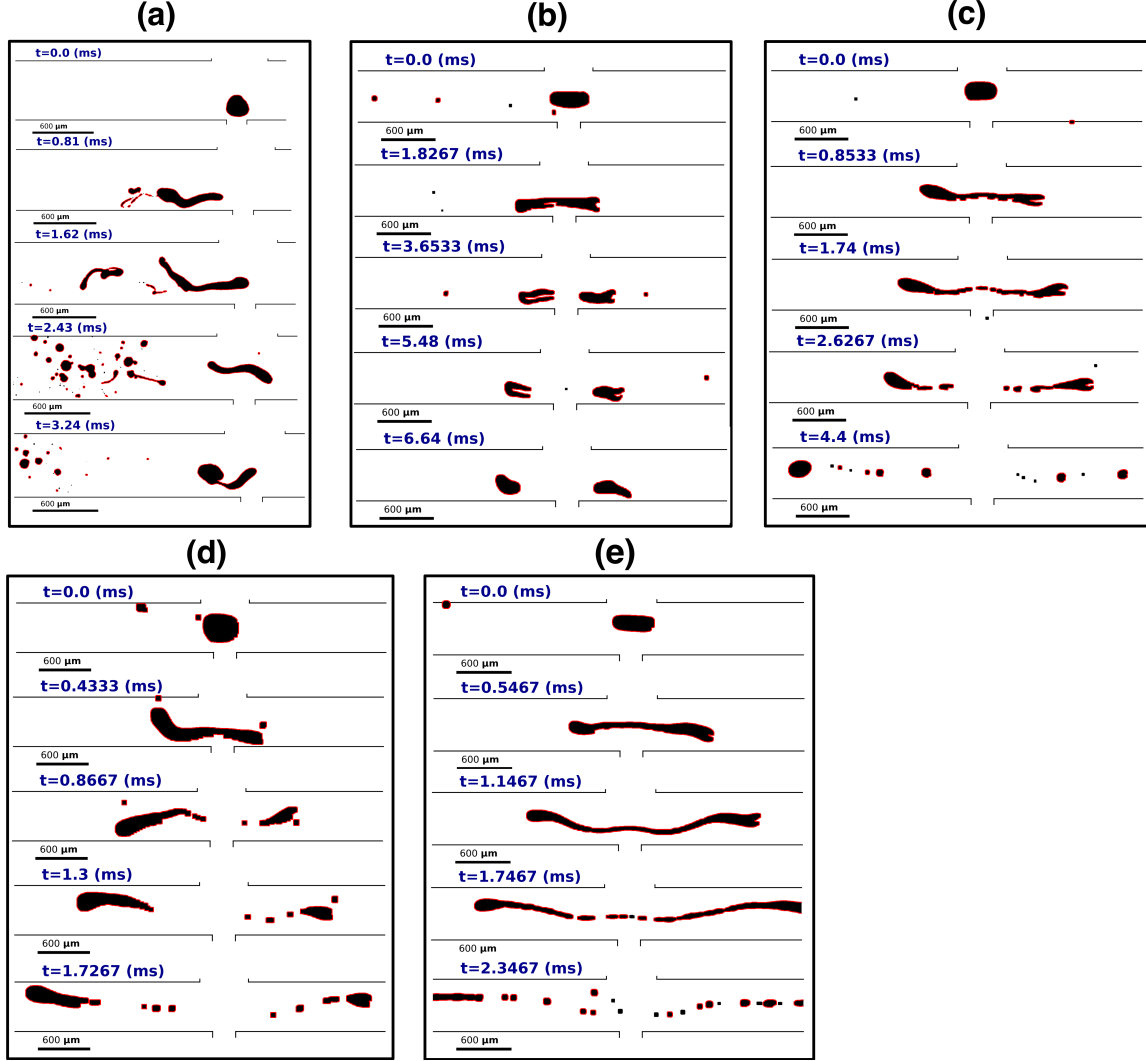 (a)
t=0.0 (ms)
600 µm
t=0.81 (ms)
600 µm
t=1.62 (ms)
600 µm
t=2.43 (ms)
600 µm
t=3.24 (ms)
600 µm
(b)
t=0.0 (ms)
600 µm
t=1.8267 (ms)
600 µm
t=3.6533 (ms)
600 µm
t=5.48 (ms)
600 µm
t=6.64 (ms)
600 µm
(c)
t=0.0 (ms)
600 µm
t=0.8533 (ms)
600 µm
t=1.74 (ms)
600 µm
t=2.6267 (ms)
600 µm
t=4.4 (ms)
600 µm
(d)
t=0.0 (ms)
600 µm
t=0.4333 (ms)
600 µm
t=0.8667 (ms)
600 µm
t=1.3 (ms)
600 µm
t=1.7267 (ms)
600 µm
(e)
t=0.0 (ms)
600 µm
t=0.5467 (ms)
600 µm
t=1.1467 (ms)
600 µm
t=1.7467 (ms)
600 µm
t=2.3467 (ms)
600 µm